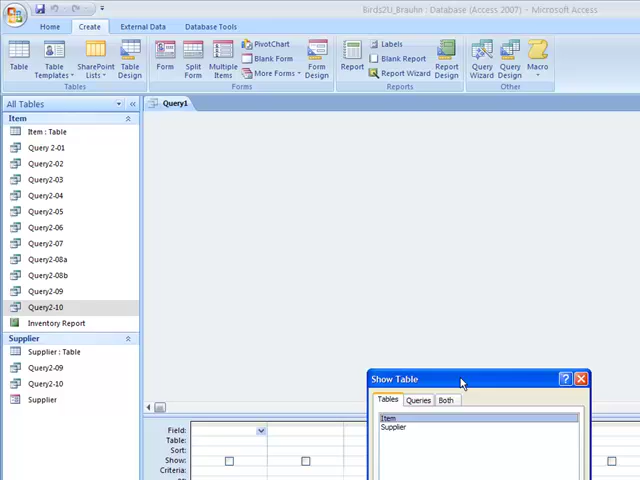 Birds2U_Brauhn : Database (Access 2007) - Microsoft Access
Home Create External Data Database Tools
Table
Table Templates
SharePoint Lists
Table Design
Tables
Form
Split Form
Multiple Items
PivotChart
Blank Form
More Forms
Form Design
Forms
Report
Labels
Blank Report
Report Wizard
Report Design
Reports
Query Wizard
Query Design
Macro
Other
All Tables
Item
Item : Table
Query 2-01
Query2-02
Query2-03
Query2-04
Query2-05
Query2-06
Query2-07
Query2-08a
Query2-08b
Query2-09
Query2-10
Inventory Report
Supplier
Supplier : Table
Query2-09
Query2-10
Supplier
Query1
Show Table
Tables Queries Both
Item
Supplier
Field:
Table:
Sort:
Show:
Criteria: